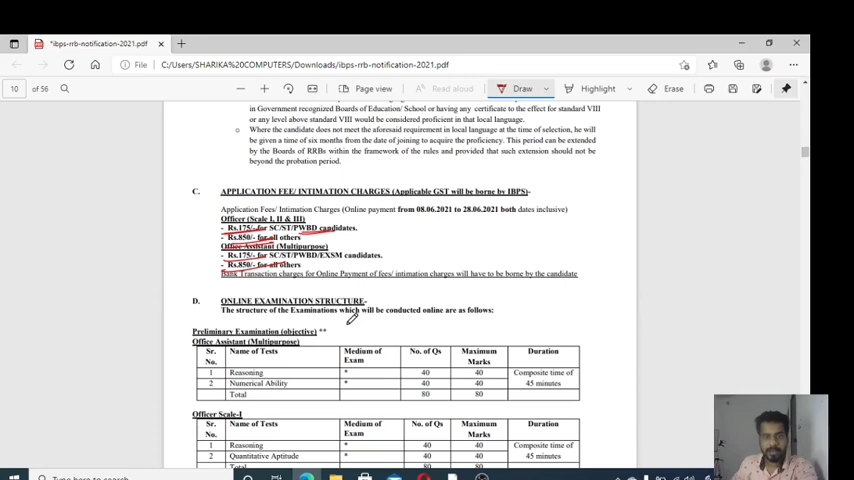 *ibps-rrb-notification-2021.pdf
File
C:/Users/SHARIKA%20COMPUTERS/Downloads/ibps-rrb-notification-2021.pdf
10 of 56
Page view
Read aloud
Draw
Highlight
Erase
in Government recognized Boards of Education/ School or having any certificate to the effect for standard VIII
or any level above standard VIII would be considered proficient in that local language.
o Where the candidate does not meet the aforesaid requirement in local language at the time of selection, he will
be given a time of six months from the date of joining to acquire the proficiency. This period can be extended
by the Boards of RRBs within the framework of the rules and provided that such extension should not be
beyond the probation period.
C. APPLICATION FEE/ INTIMATION CHARGES (Applicable GST will be borne by IBPS)-
Application Fees/ Intimation Charges (Online payment from 08.06.2021 to 28.06.2021 both dates inclusive)
Officer (Scale I, II & III)
- Rs.175/- for SC/ST/PWBD candidates.
- Rs.850/- for all others
Office Assistant (Multipurpose)
- Rs.175/- for SC/ST/PWBD/EXSM candidates.
- Rs.850/- for all others
Bank Transaction charges for Online Payment of fees/ intimation charges will have to be borne by the candidate
D. ONLINE EXAMINATION STRUCTURE-
The structure of the Examinations which will be conducted online are as follows:
Preliminary Examination (objective) **
Office Assistant (Multipurpose)
Sr. No. Name of Tests Medium of Exam No. of Qs Maximum Marks Duration
1 Reasoning * 40 40 Composite time of
2 Numerical Ability * 40 40 45 minutes
Total 80 80
Officer Scale-I
Sr. No. Name of Tests Medium of Exam No. of Qs Maximum Marks Duration
1 Reasoning * 40 40 Composite time of
2 Quantitative Aptitude * 40 40 45 minutes
Total 80 80
Type here to search